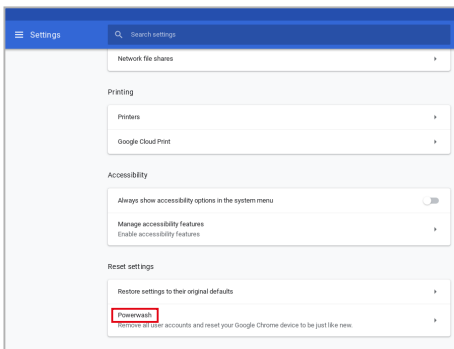 Settings
Search settings
Network file shares
Printing
Printers
Google Cloud Print
Accessibility
Always show accessibility options in the system menu
Manage accessibility features
Enable accessibility features
Reset settings
Restore settings to their original defaults
Powerwash
Remove all user accounts and reset your Google Chrome device to be just like new.